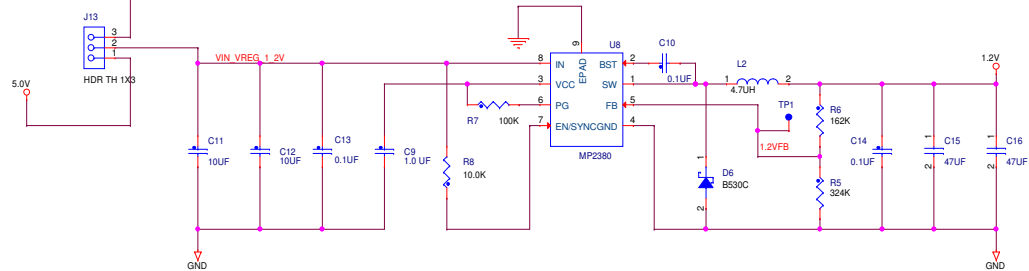 J13
3
2
1
HDR TH 1X3
5.0V
VIN_VREG_1_2V
C11
10UF
C12
10UF
C13
0.1UF
C9
1.0 UF
R7
100K
R8
10.0K
U8
9
EPAD
8
IN
3
VCC
6
PG
7
EN/SYNC
BST
2
SW
1
FB
5
GND
4
MP2380
C10
0.1UF
L2
1
2
4.7UH
TP1
1.2VFB
D6
B530C
1
2
R6
162K
R5
324K
C14
0.1UF
C15
47UF
1
2
C16
47UF
1
2
1.2V
GND
GND